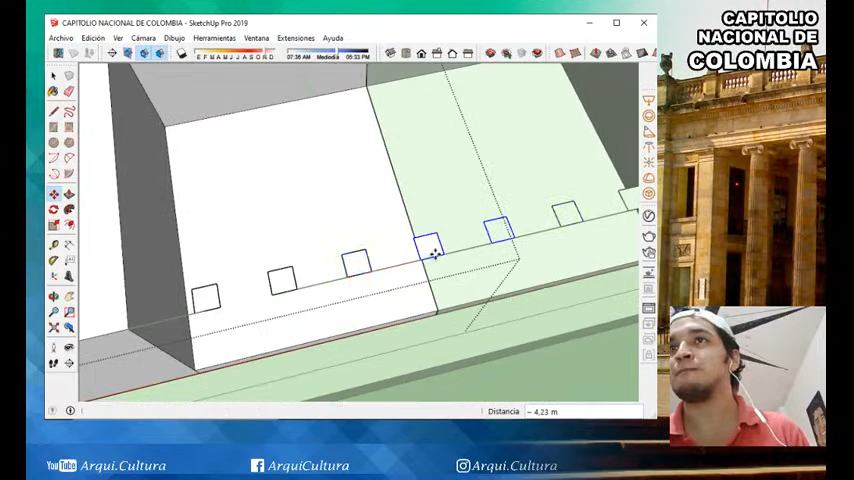 CAPITOLIO NACIONAL DE COLOMBIA - SketchUp Pro 2019
Archivo Edición Ver Cámara Dibujo Herramientas Ventana Extensiones Ayuda
E F M A M J J A S O N D 07:36 AM Mediodía 05:33 PM
Distancia ~ 4,23 m
CAPITOLIO
NACIONAL DE
COLOMBIA
YouTube Arqui.Cultura
ArquiCultura
Arqui.Cultura